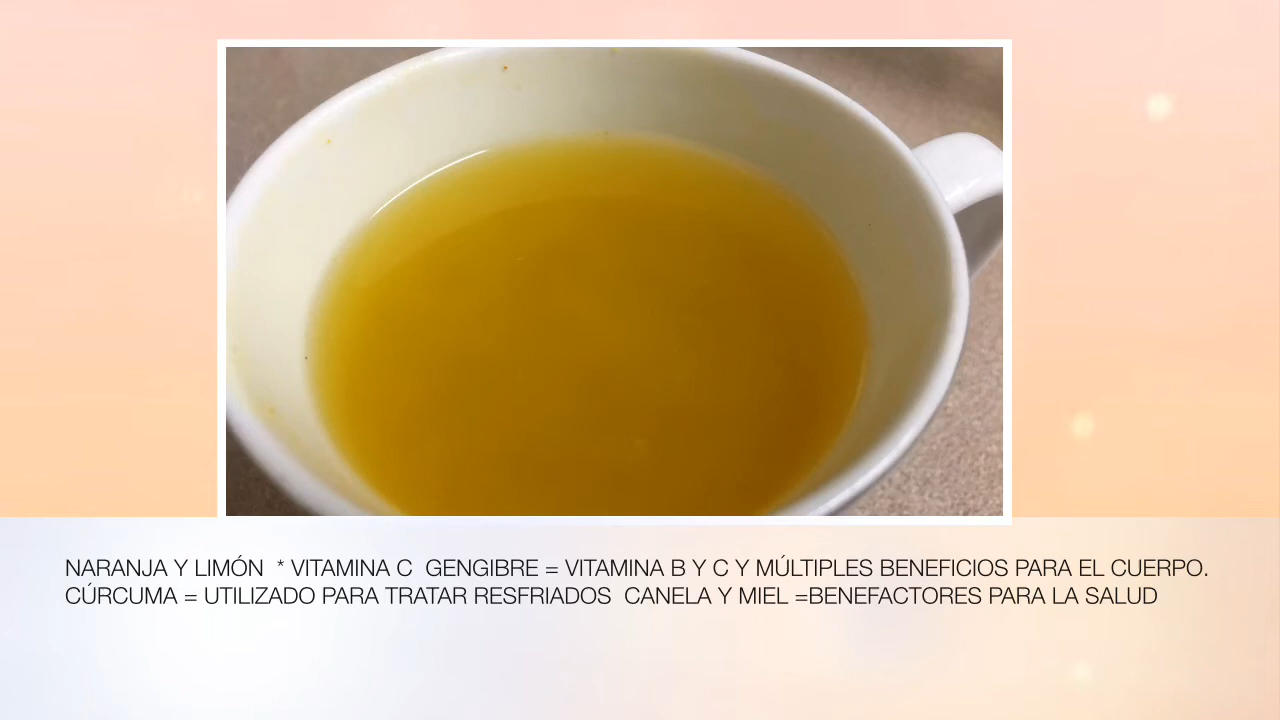 NARANJA Y LIMÓN  * VITAMINA C  GENGIBRE = VITAMINA B Y C Y MÚLTIPLES BENEFICIOS PARA EL CUERPO.
CÚRCUMA = UTILIZADO PARA TRATAR RESFRIADOS  CANELA Y MIEL =BENEFACTORES PARA LA SALUD